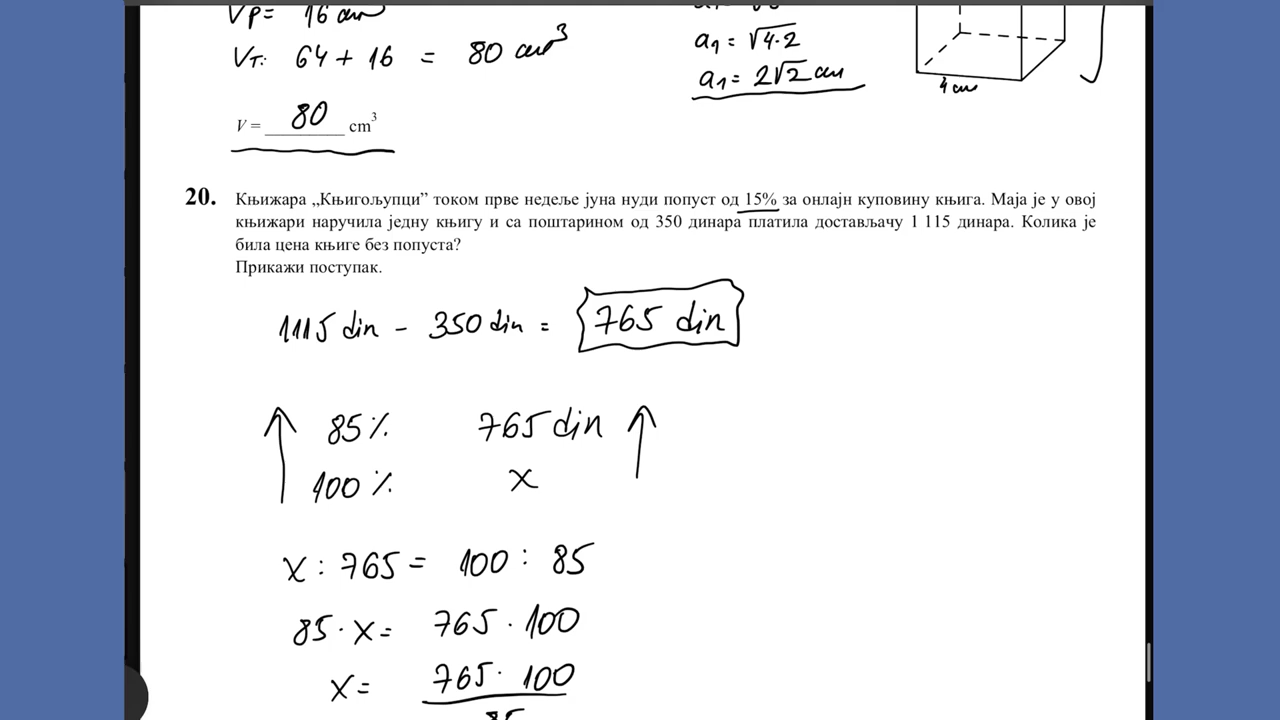 Vp= 16 cm
a₁ = √4·2
VT: 64 + 16 = 80 cm³
a₁ = 2√2 cm
4 cm
V = 80 cm³
20. Књижара „Књигољупци” током прве недеље јуна нуди попуст од 15% за онлајн куповину књига. Маја је у овој
књижари наручила једну књигу и са поштарином од 350 динара платила достављачу 1 115 динара. Колика је
била цена књиге без попуста?
Прикажи поступак.
1115 din - 350 din = 765 din
85% 765 din
100% x
x : 765 = 100 : 85
85 · x = 765 · 100
x = 765 · 100
85